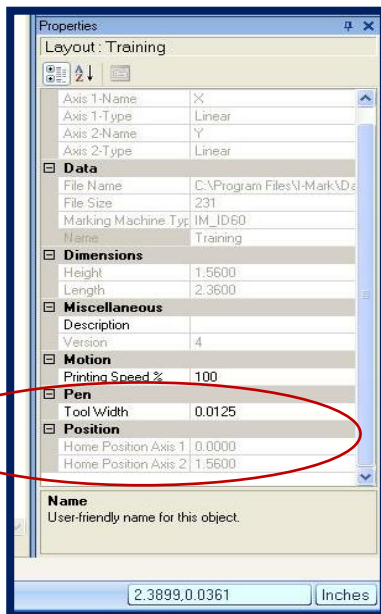 Properties
Layout : Training
Axis 1-Name X
Axis 1-Type Linear
Axis 2-Name Y
Axis 2-Type Linear
Data
File Name C:\Program Files\I-Mark\Da
File Size 231
Marking Machine Typ IM_ID60
Name Training
Dimensions
Height 1.5600
Length 2.3600
Miscellaneous
Description
Version 4
Motion
Printing Speed % 100
Pen
Tool Width 0.0125
Position
Home Position Axis 1 0.0000
Home Position Axis 2 1.5600
Name
User-friendly name for this object.
2.3899,0.0361 Inches